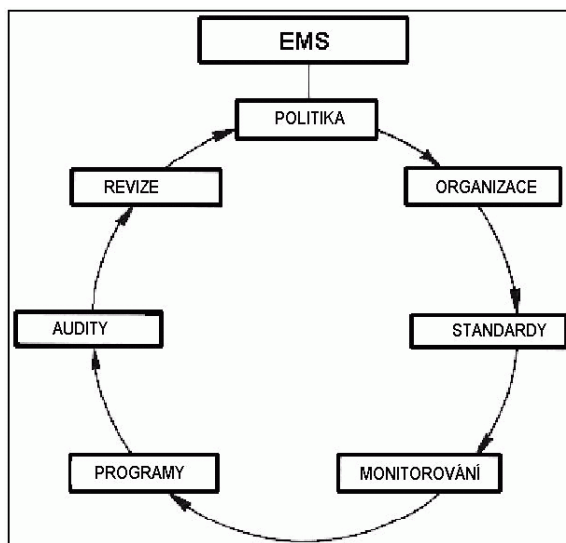 EMS
POLITIKA
ORGANIZACE
STANDARDY
MONITOROVÁNÍ
PROGRAMY
AUDITY
REVIZE